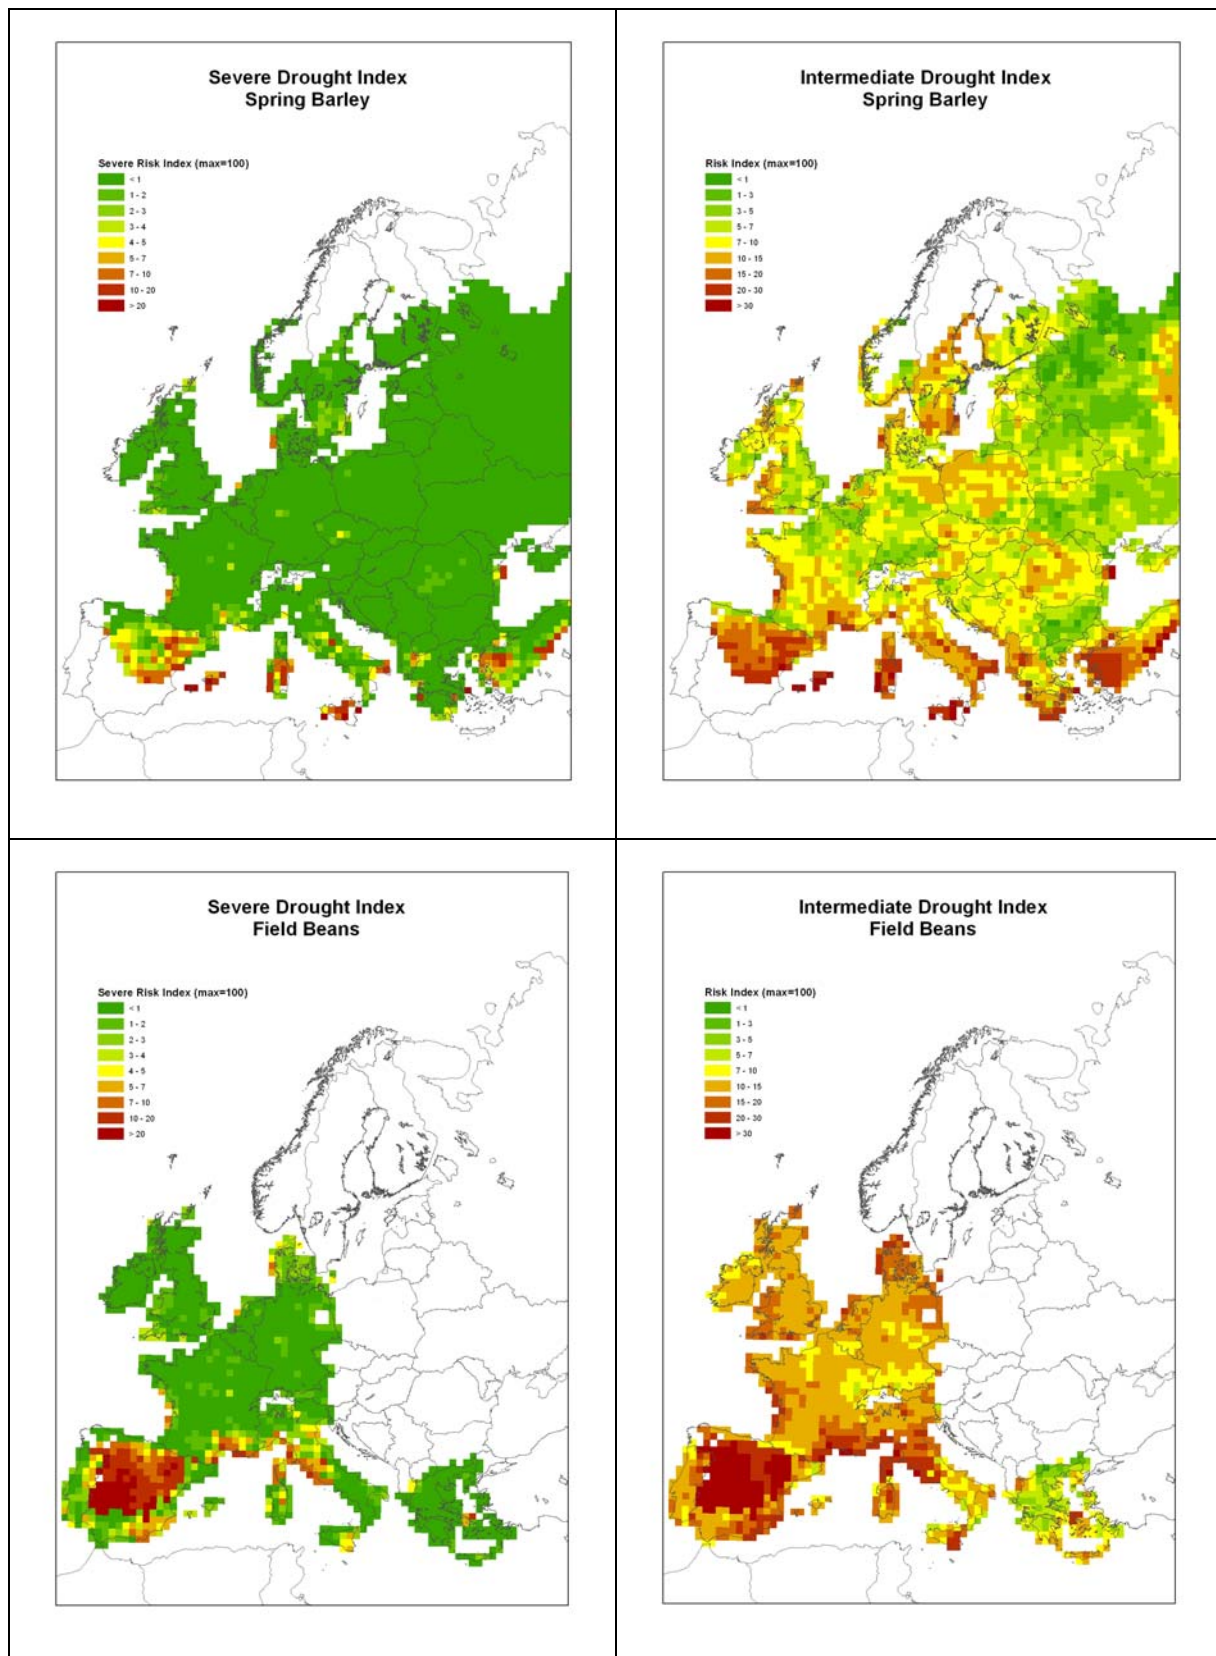 Severe Drought Index
Spring Barley
Severe Risk Index (max=100)
< 1
1 - 2
2 - 3
3 - 4
4 - 5
5 - 7
7 - 10
10 - 20
> 20
Intermediate Drought Index
Spring Barley
Risk Index (max=100)
< 1
1 - 3
3 - 5
5 - 7
7 - 10
10 - 15
15 - 20
20 - 30
> 30
Severe Drought Index
Field Beans
Severe Risk Index (max=100)
< 1
1 - 2
2 - 3
3 - 4
4 - 5
5 - 7
7 - 10
10 - 20
> 20
Intermediate Drought Index
Field Beans
Risk Index (max=100)
< 1
1 - 3
3 - 5
5 - 7
7 - 10
10 - 15
15 - 20
20 - 30
> 30